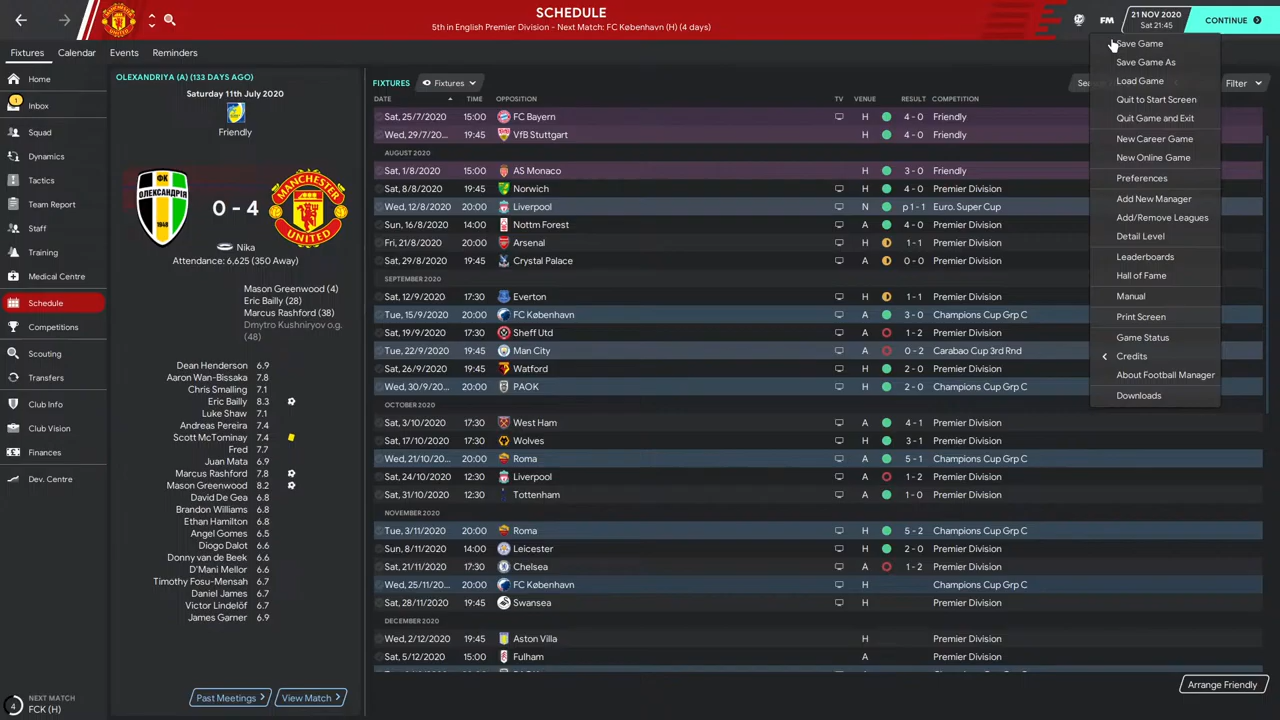 SCHEDULE
5th in English Premier Division - Next Match: FC København (H) (4 days)
FM
21 NOV 2020
Sat 21:45
CONTINUE
Fixtures
Calendar
Events
Reminders
Home
1
Inbox
Squad
Dynamics
Tactics
Team Report
Staff
Training
Medical Centre
Schedule
Competitions
Scouting
Transfers
Club Info
Club Vision
Finances
Dev. Centre
4
NEXT MATCH
FCK (H)
OLEXANDRIYA (A) (133 DAYS AGO)
Saturday 11th July 2020
Friendly
ФК
ОЛЕКСАНДРІЯ
1948
MANCHESTER
UNITED
0 - 4
Nika
Attendance: 6,625 (350 Away)
Mason Greenwood (4)
Eric Bailly (28)
Marcus Rashford (38)
Dmytro Kushniryov o.g.
(48)
Dean Henderson 6.9
Aaron Wan-Bissaka 7.8
Chris Smalling 7.1
Eric Bailly 8.3
Luke Shaw 7.1
Andreas Pereira 7.4
Scott McTominay 7.4
Fred 7.7
Juan Mata 6.9
Marcus Rashford 7.8
Mason Greenwood 8.2
David De Gea 6.8
Brandon Williams 6.8
Ethan Hamilton 6.8
Angel Gomes 6.5
Diogo Dalot 6.6
Donny van de Beek 6.6
D'Mani Mellor 6.6
Timothy Fosu-Mensah 6.7
Daniel James 6.7
Victor Lindelöf 6.7
James Garner 6.9
Past Meetings
View Match
FIXTURES
Fixtures
Filter
DATE TIME OPPOSITION TV VENUE RESULT COMPETITION
Sat, 25/7/2020 15:00 FC Bayern H 4 - 0 Friendly
Wed, 29/7/20... 19:45 VfB Stuttgart H 4 - 0 Friendly
AUGUST 2020
Sat, 1/8/2020 15:00 AS Monaco H 3 - 0 Friendly
Sat, 8/8/2020 19:45 Norwich H 4 - 0 Premier Division
Wed, 12/8/2020 20:00 Liverpool N p 1 - 1 Euro. Super Cup
Sun, 16/8/2020 14:00 Nottm Forest A 4 - 0 Premier Division
Fri, 21/8/2020 20:00 Arsenal H 1 - 1 Premier Division
Sat, 29/8/2020 19:45 Crystal Palace A 0 - 0 Premier Division
SEPTEMBER 2020
Sat, 12/9/2020 17:30 Everton H 1 - 1 Premier Division
Tue, 15/9/2020 20:00 FC København A 3 - 0 Champions Cup Grp C
Sat, 19/9/2020 17:30 Sheff Utd A 1 - 2 Premier Division
Tue, 22/9/2020 19:45 Man City A 0 - 2 Carabao Cup 3rd Rnd
Sat, 26/9/2020 19:45 Watford H 2 - 0 Premier Division
Wed, 30/9/20... 19:45 PAOK H 2 - 0 Champions Cup Grp C
OCTOBER 2020
Sat, 3/10/2020 17:30 West Ham A 4 - 1 Premier Division
Sat, 17/10/2020 17:30 Wolves H 3 - 1 Premier Division
Wed, 21/10/20... 20:00 Roma A 5 - 1 Champions Cup Grp C
Sat, 24/10/2020 12:30 Liverpool A 1 - 2 Premier Division
Sat, 31/10/2020 12:30 Tottenham A 1 - 0 Premier Division
NOVEMBER 2020
Tue, 3/11/2020 20:00 Roma H 5 - 2 Champions Cup Grp C
Sun, 8/11/2020 14:00 Leicester H 2 - 0 Premier Division
Sat, 21/11/2020 17:30 Chelsea A 1 - 2 Premier Division
Wed, 25/11/20... 20:00 FC København H Champions Cup Grp C
Sat, 28/11/2020 19:45 Swansea H Premier Division
DECEMBER 2020
Wed, 2/12/2020 19:45 Aston Villa H Premier Division
Sat, 5/12/2020 15:00 Fulham A Premier Division
Arrange Friendly
Save Game
Save Game As
Load Game
Quit to Start Screen
Quit Game and Exit
New Career Game
New Online Game
Preferences
Add New Manager
Add/Remove Leagues
Detail Level
Leaderboards
Hall of Fame
Manual
Print Screen
Game Status
Credits
About Football Manager
Downloads